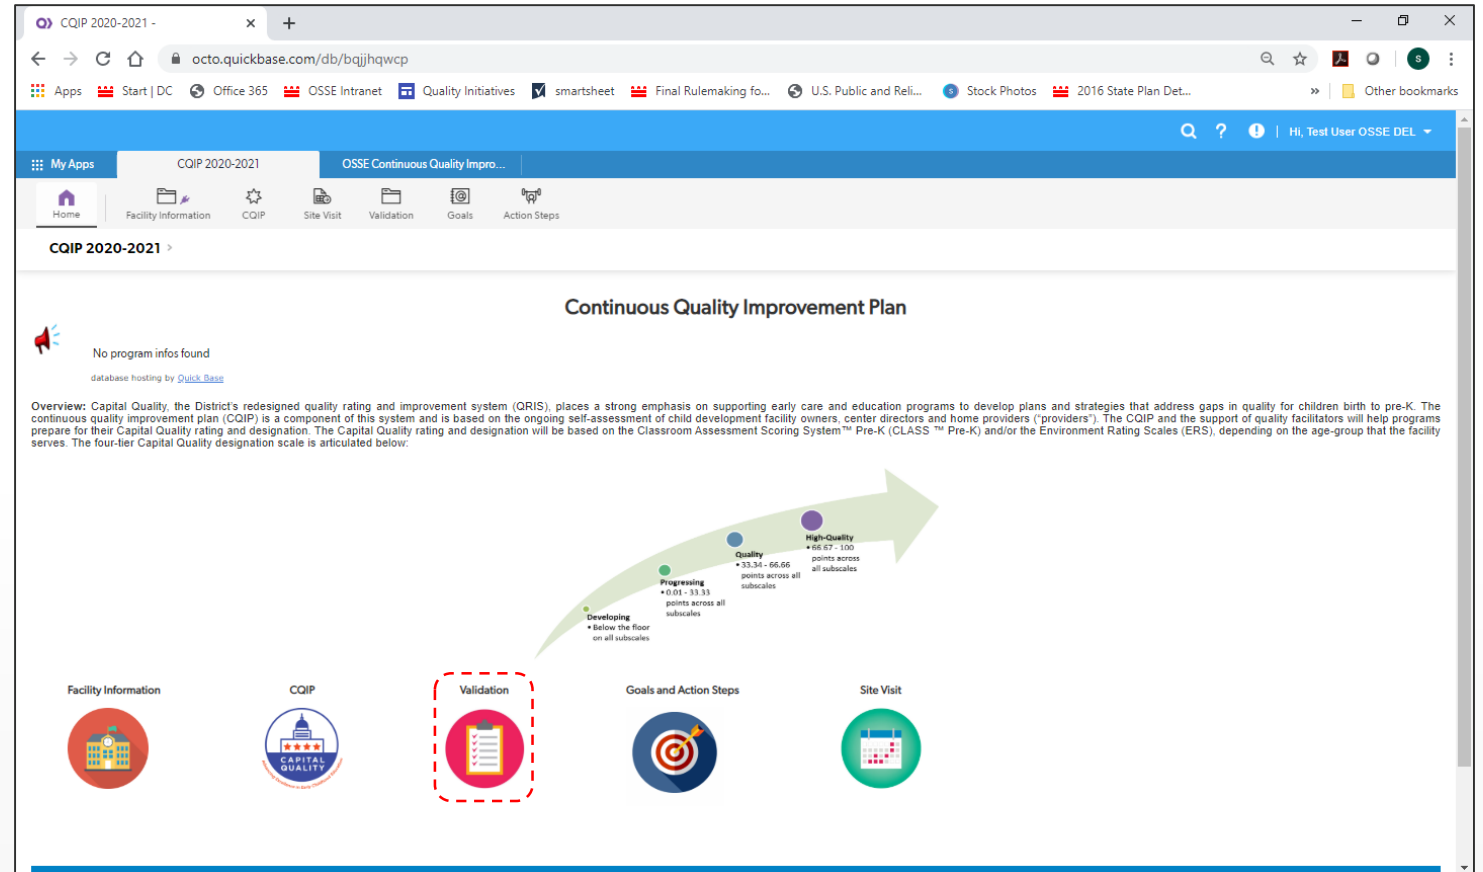 CQIP 2020-2021 -
octo.quickbase.com/db/bqjjhqwcp
S
Apps Start | DC Office 365 OSSE Intranet Quality Initiatives smartsheet Final Rulemaking fo... U.S. Public and Reli... Stock Photos 2016 State Plan Det... » Other bookmarks
Hi, Test User OSSE DEL
My Apps CQIP 2020-2021 OSSE Continuous Quality Impro...
Home Facility Information CQIP Site Visit Validation Goals Action Steps
CQIP 2020-2021 >
Continuous Quality Improvement Plan
No program infos found
database hosting by Quick Base
Overview: Capital Quality, the District's redesigned quality rating and improvement system (QRIS), places a strong emphasis on supporting early care and education programs to develop plans and strategies that address gaps in quality for children birth to pre-K. The
continuous quality improvement plan (CQIP) is a component of this system and is based on the ongoing self-assessment of child development facility owners, center directors and home providers ("providers"). The CQIP and the support of quality facilitators will help programs
prepare for their Capital Quality rating and designation. The Capital Quality rating and designation will be based on the Classroom Assessment Scoring System™ Pre-K (CLASS ™ Pre-K) and/or the Environment Rating Scales (ERS), depending on the age-group that the facility
serves. The four-tier Capital Quality designation scale is articulated below:
High-Quality
• 66.67 - 100
points across
all subscales
Quality
• 33.34 - 66.66
points across all
subscales
Progressing
• 0.01 - 33.33
points across all
subscales
Developing
• Below the floor
on all subscales
Facility Information CQIP Validation Goals and Action Steps Site Visit
CAPITAL
QUALITY